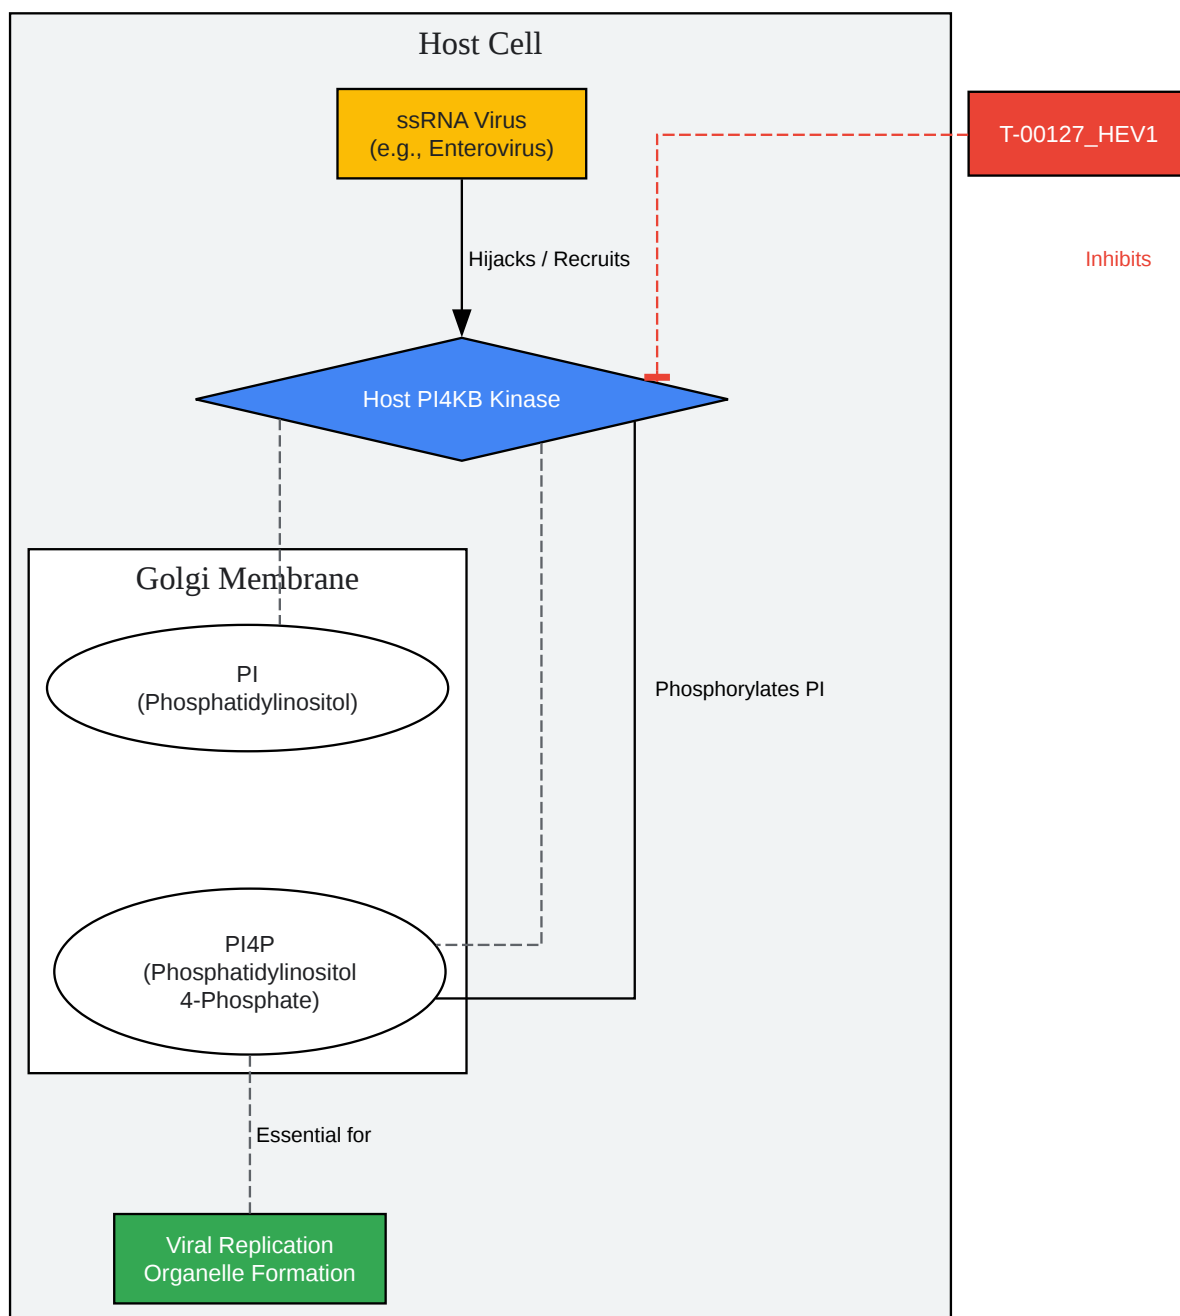 Host Cell
ssRNA Virus
(e.g., Enterovirus)
T-00127_HEV1
Hijacks / Recruits
Inhibits
Host PI4KB Kinase
Golgi Membrane
PI
(Phosphatidylinositol)
Phosphorylates PI
PI4P
(Phosphatidylinositol
4-Phosphate)
Essential for
Viral Replication
Organelle Formation